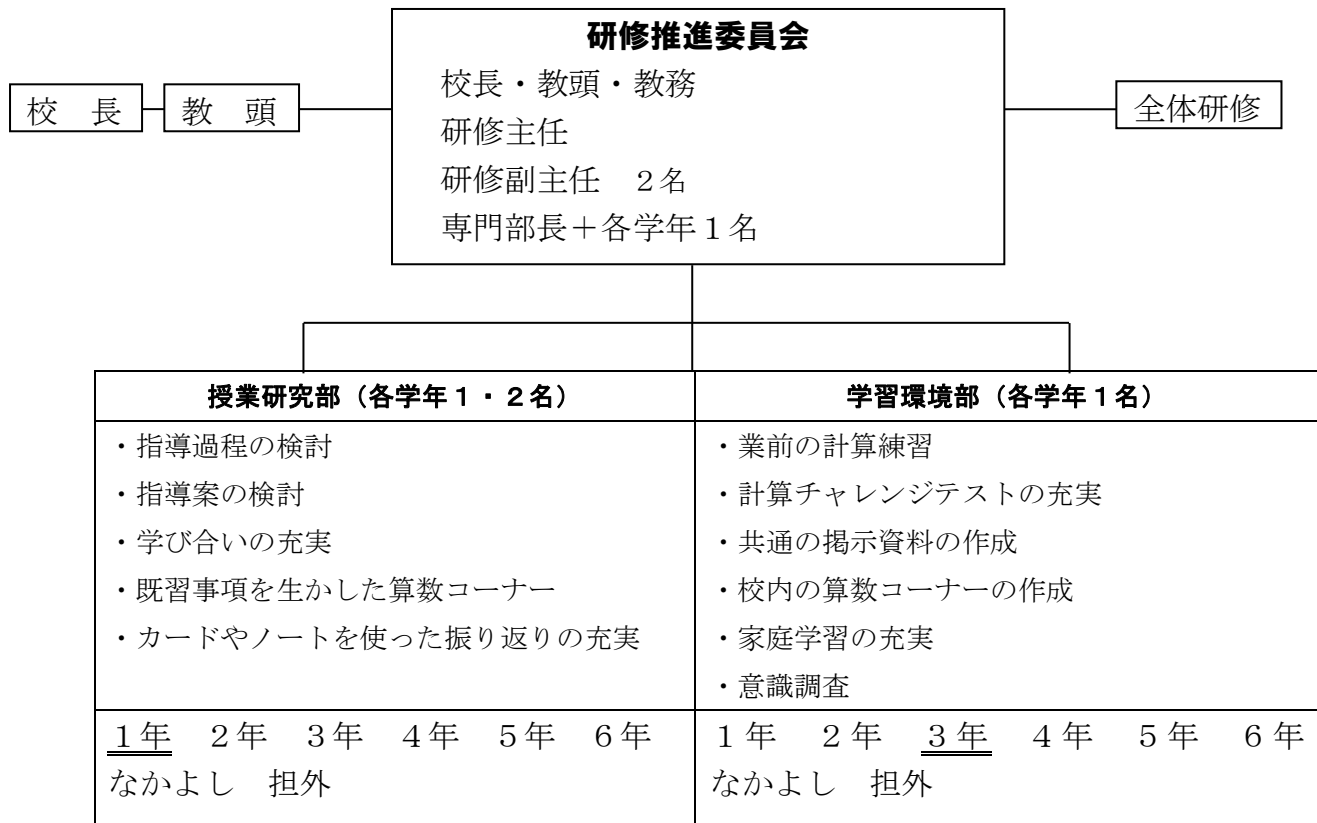 研修推進委員会
校長・教頭・教務
研修主任
研修副主任　２名
専門部長＋各学年１名
校　長
教　頭
全体研修
授業研究部（各学年１・２名）
・指導過程の検討
・指導案の検討
・学び合いの充実
・既習事項を生かした算数コーナー
・カードやノートを使った振り返りの充実
１年　２年　３年　４年　５年　６年
なかよし　担外
学習環境部（各学年１名）
・業前の計算練習
・計算チャレンジテストの充実
・共通の掲示資料の作成
・校内の算数コーナーの作成
・家庭学習の充実
・意識調査
１年　２年　３年　４年　５年　６年
なかよし　担外